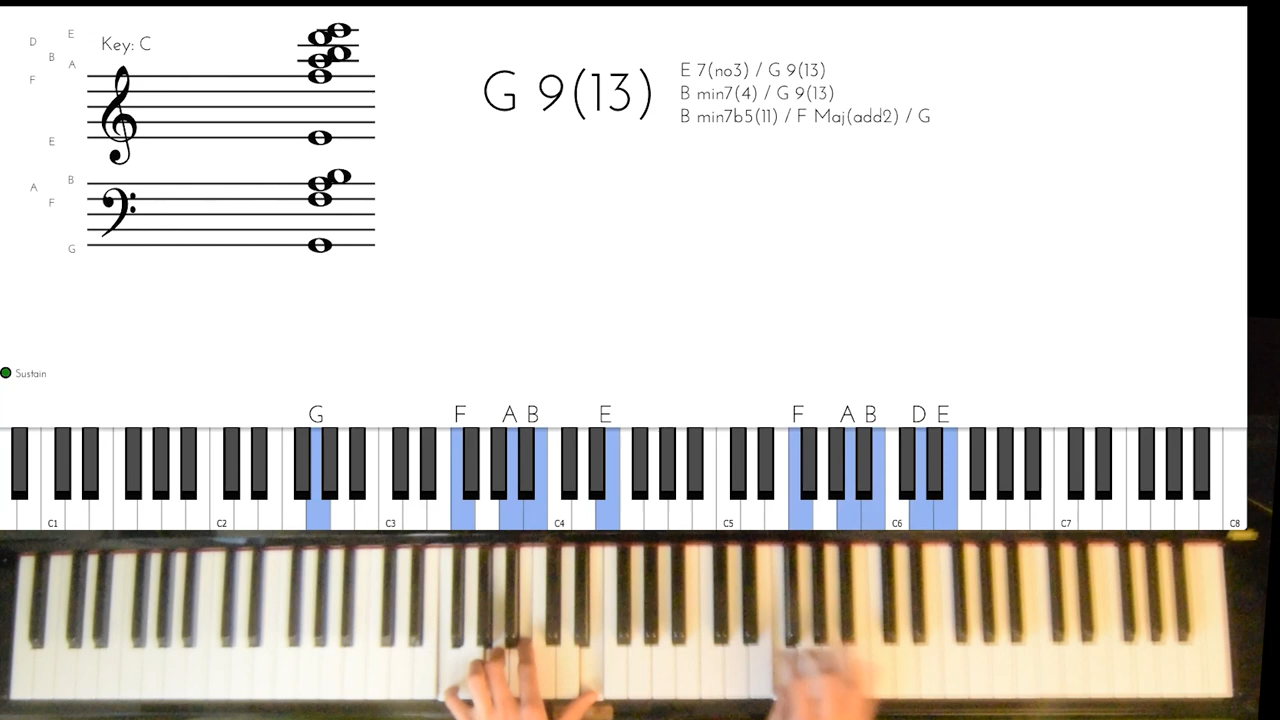 D E
B A
F
Key: C
E
A B
F
G
G 9(13)
E 7(no3) / G 9(13)
B min7(4) / G 9(13)
B min7b5(11) / F Maj(add2) / G
Sustain
G F A B E F A B D E
C1 C2 C3 C4 C5 C6 C7 C8